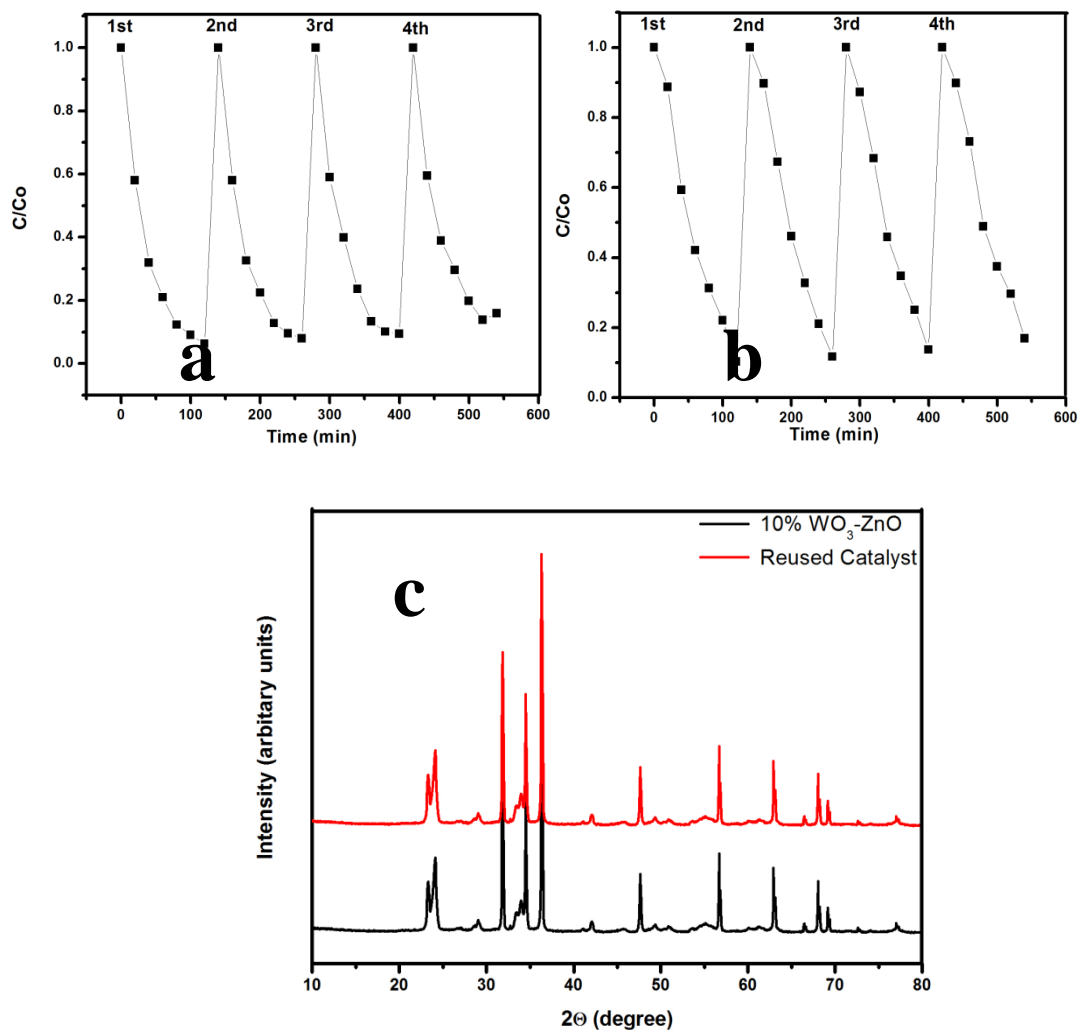 1st 2nd 3rd 4th
1.0
0.8
0.6
0.4
0.2
0.0
C/Co
0 100 200 300 400 500 600
Time (min)
a
1st 2nd 3rd 4th
1.0
0.8
0.6
0.4
0.2
0.0
C/Co
0 100 200 300 400 500 600
Time (min)
b
10% WO₃-ZnO
Reused Catalyst
c
Intensity (arbitary units)
10 20 30 40 50 60 70 80
2Θ (degree)